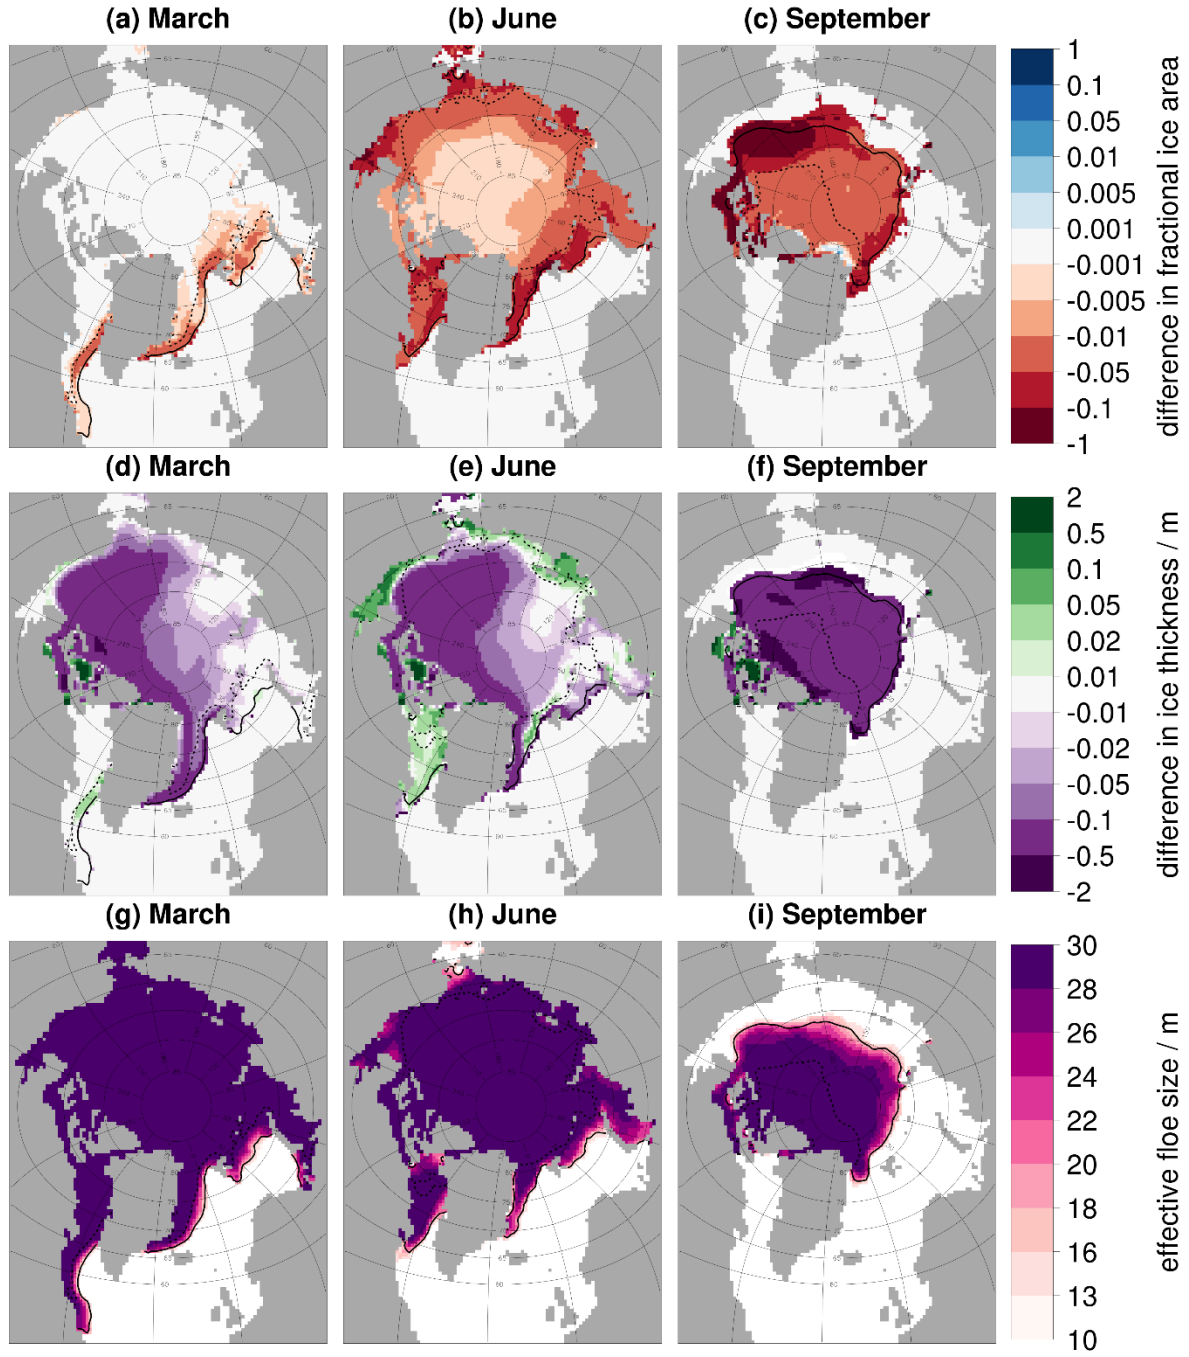 (a) March
(b) June
(c) September
1
0.1
0.05
0.01
0.005
0.001
-0.001
-0.005
-0.01
-0.05
-0.1
-1
difference in fractional ice area
(d) March
(e) June
(f) September
2
0.5
0.1
0.05
0.02
0.01
-0.01
-0.02
-0.05
-0.1
-0.5
-2
difference in ice thickness / m
(g) March
(h) June
(i) September
30
28
26
24
22
20
18
16
13
10
effective floe size / m